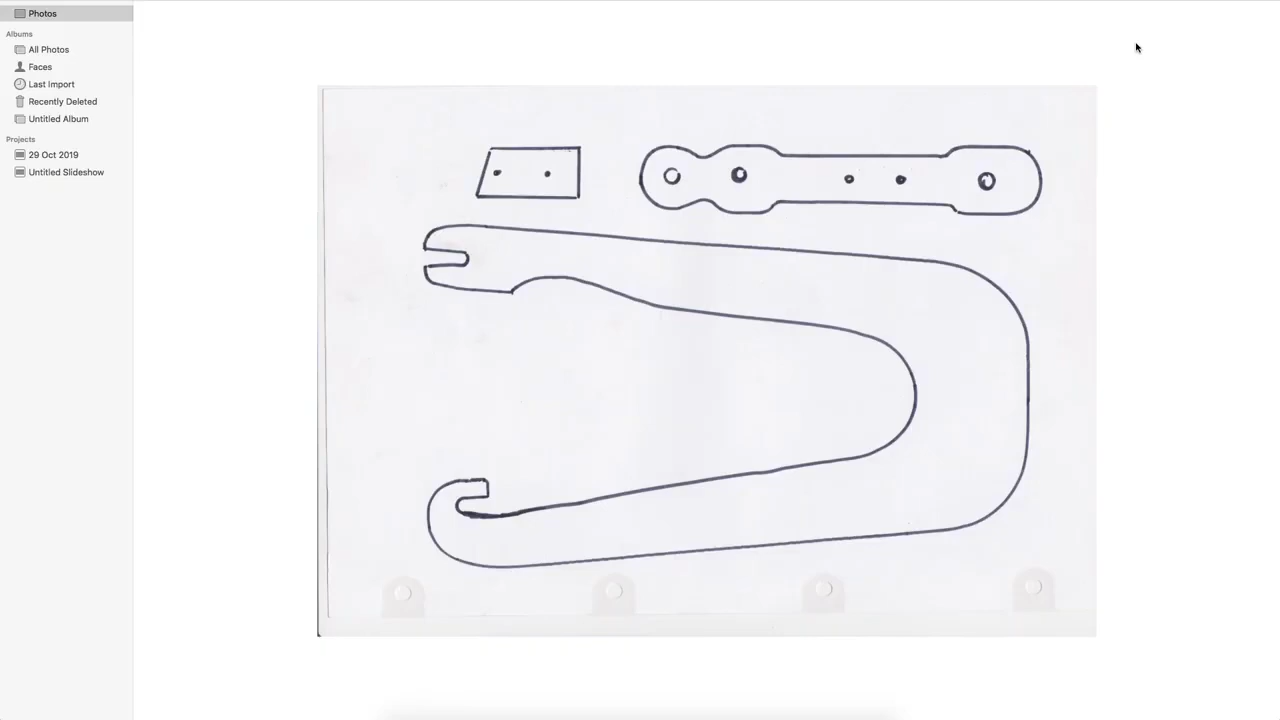 Photos
Albums
All Photos
Faces
Last Import
Recently Deleted
Untitled Album
Projects
29 Oct 2019
Untitled Slideshow